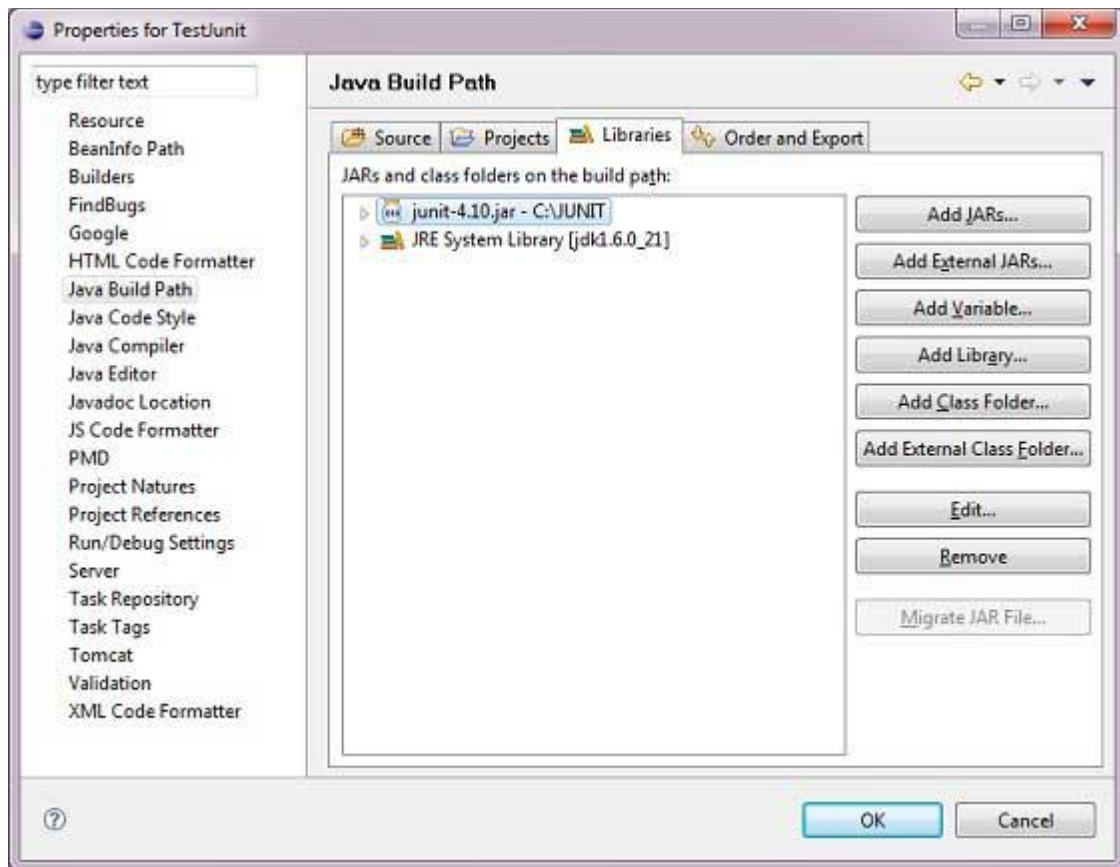 Properties for TestJunit
type filter text
Resource
BeanInfo Path
Builders
FindBugs
Google
HTML Code Formatter
Java Build Path
Java Code Style
Java Compiler
Java Editor
Javadoc Location
JS Code Formatter
PMD
Project Natures
Project References
Run/Debug Settings
Server
Task Repository
Task Tags
Tomcat
Validation
XML Code Formatter
Java Build Path
Source Projects Libraries Order and Export
JARs and class folders on the build path:
junit-4.10.jar - C:\JUNIT
JRE System Library [jdk1.6.0_21]
Add JARs...
Add External JARs...
Add Variable...
Add Library...
Add Class Folder...
Add External Class Folder...
Edit...
Remove
Migrate JAR File...
?
OK Cancel